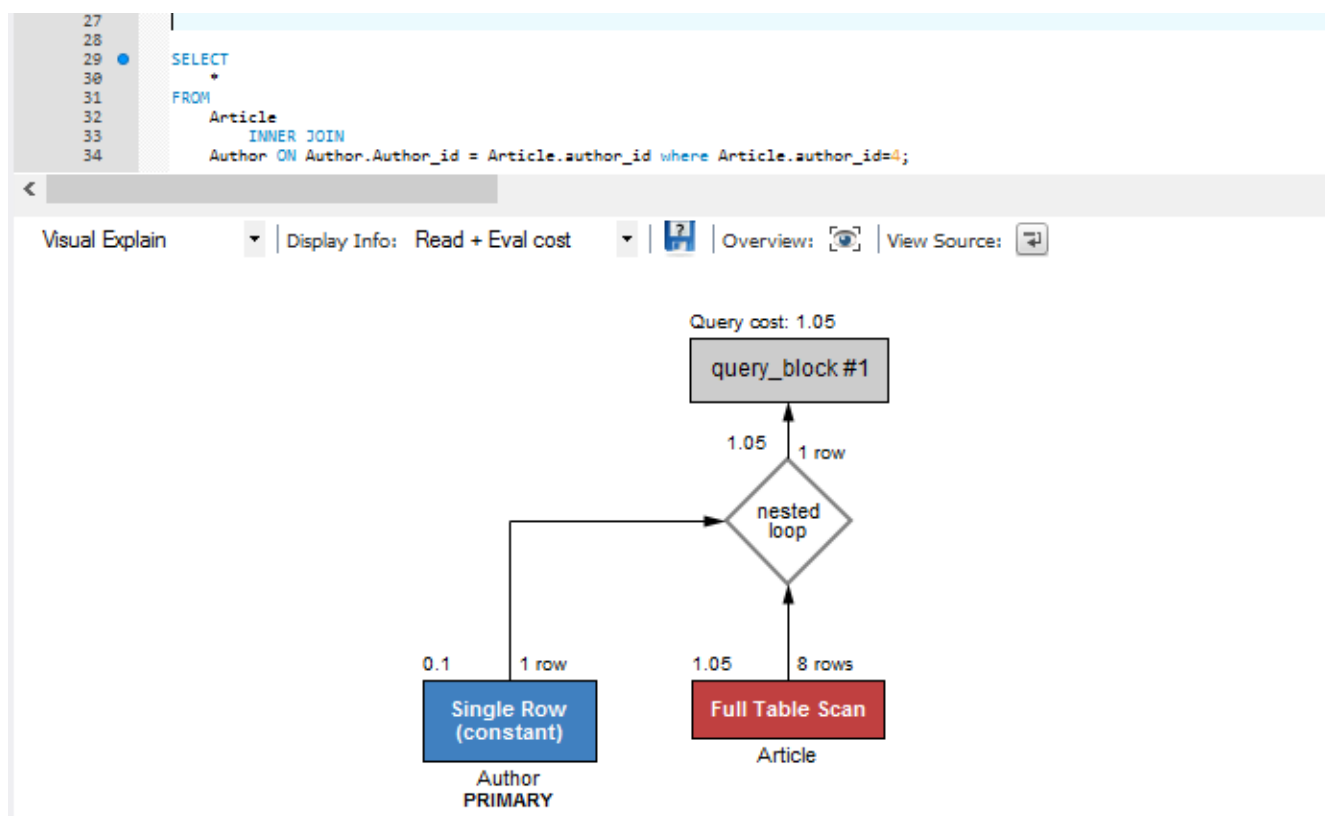 27
28
29 SELECT
30 *
31 FROM
32 Article
33 INNER JOIN
34 Author ON Author.Author_id = Article.author_id where Article.author_id=4;
<
Visual Explain Display Info: Read + Eval cost ? Overview: View Source:
Query cost: 1.05
query_block #1
1.05 1 row
nested
loop
0.1 1 row 1.05 8 rows
Single Row
(constant)
Full Table Scan
Article
Author
PRIMARY